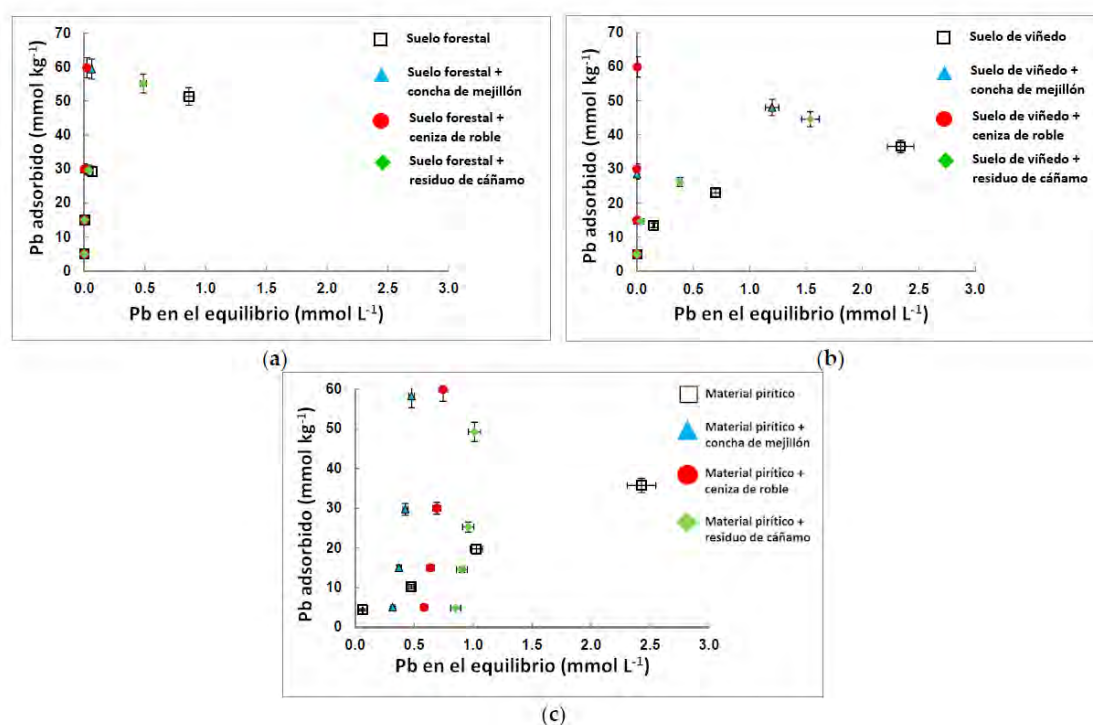 70
60
50
40
30
20
10
0
Pb adsorbido (mmol kg⁻¹)
0.0 0.5 1.0 1.5 2.0 2.5 3.0
Pb en el equilibrio (mmol L⁻¹)
Suelo forestal
Suelo forestal +
concha de mejillón
Suelo forestal +
ceniza de roble
Suelo forestal +
residuo de cáñamo
(a)
70
60
50
40
30
20
10
0
Pb adsorbido (mmol kg⁻¹)
0.0 0.5 1.0 1.5 2.0 2.5 3.0
Pb en el equilibrio (mmol L⁻¹)
Suelo de viñedo
Suelo de viñedo +
concha de mejillón
Suelo de viñedo +
ceniza de roble
Suelo de viñedo +
residuo de cáñamo
(b)
60
50
40
30
20
10
0
Pb adsorbido (mmol kg⁻¹)
0.0 0.5 1.0 1.5 2.0 2.5 3.0
Pb en el equilibrio (mmol L⁻¹)
Material pirítico
Material pirítico +
concha de mejillón
Material pirítico +
ceniza de roble
Material pirítico +
residuo de cáñamo
(c)